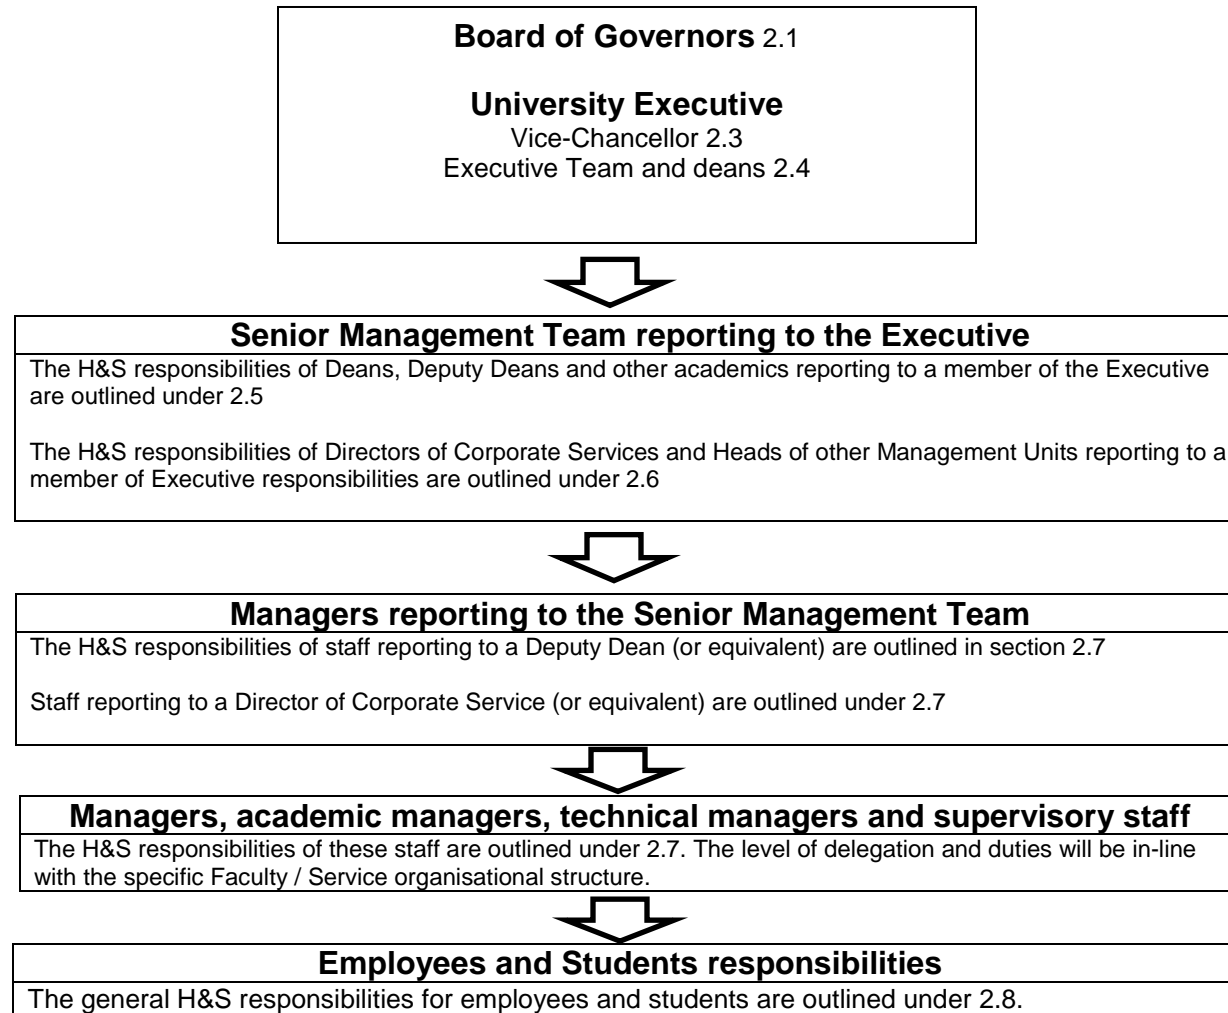 Board of Governors 2.1
University Executive
Vice-Chancellor 2.3
Executive Team and deans 2.4
Senior Management Team reporting to the Executive
The H&S responsibilities of Deans, Deputy Deans and other academics reporting to a member of the Executive
are outlined under 2.5
The H&S responsibilities of Directors of Corporate Services and Heads of other Management Units reporting to a
member of Executive responsibilities are outlined under 2.6
Managers reporting to the Senior Management Team
The H&S responsibilities of staff reporting to a Deputy Dean (or equivalent) are outlined in section 2.7
Staff reporting to a Director of Corporate Service (or equivalent) are outlined under 2.7
Managers, academic managers, technical managers and supervisory staff
The H&S responsibilities of these staff are outlined under 2.7. The level of delegation and duties will be in-line
with the specific Faculty / Service organisational structure.
Employees and Students responsibilities
The general H&S responsibilities for employees and students are outlined under 2.8.